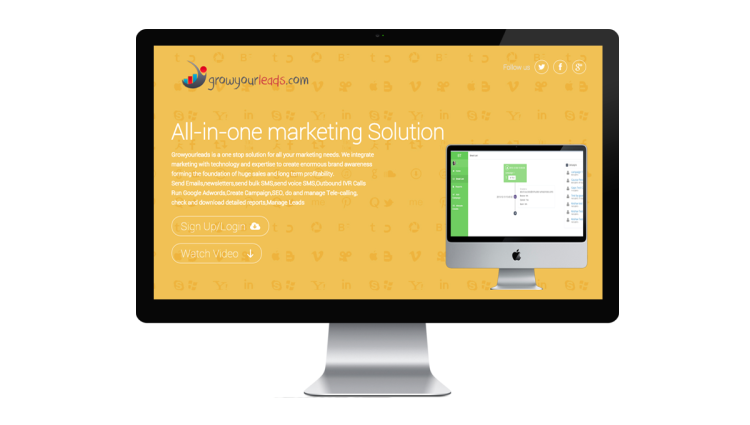 growyourleads.com
Follow us
All-in-one marketing Solution
Growyourleads is a one stop solution for all your marketing needs. We integrate
marketing with technology and expertise to create enormous brand awareness
forming the foundation of huge sales and long term profitability.
Send Emails,newsletters,send bulk SMS,send voice SMS,Outbound IVR Calls
Run Google Adwords,Create Campaign,SEO, do and manage Tele-calling,
check and download detailed reports,Manage Leads
Sign Up/Login
Watch Video